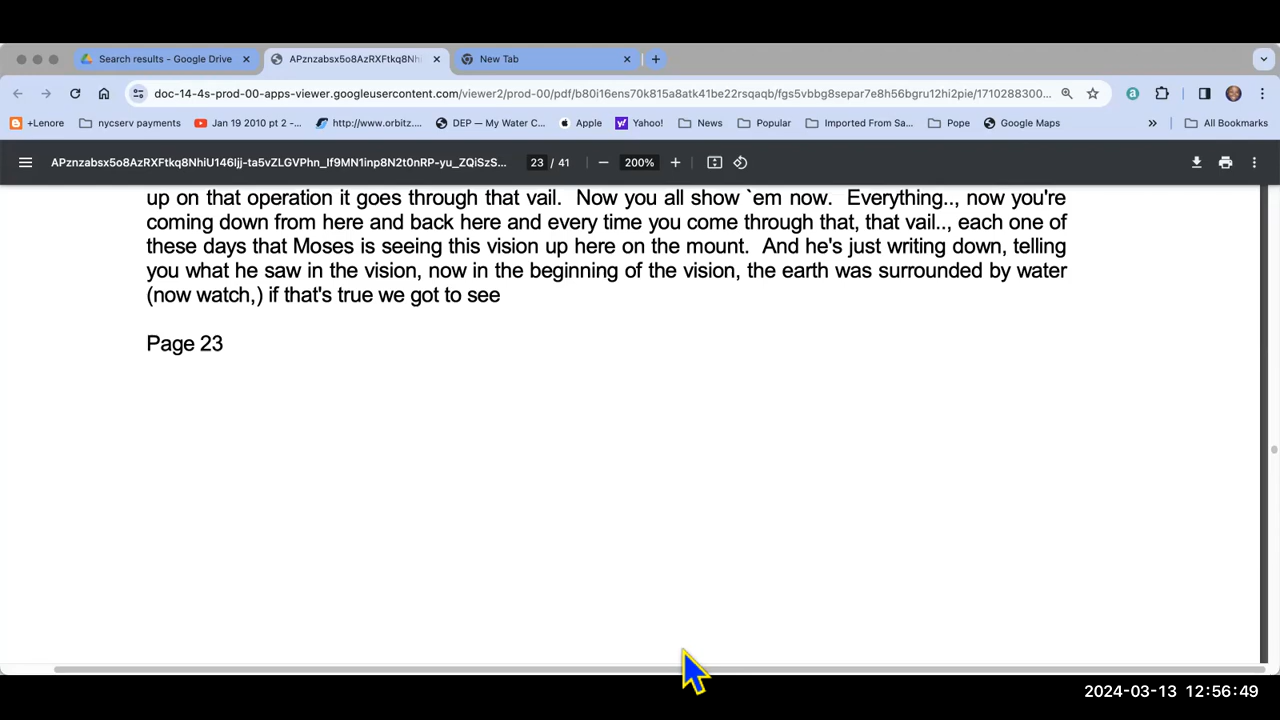 Search results - Google Drive
APznzabsx5o8AzRXFtkq8Nh
New Tab
doc-14-4s-prod-00-apps-viewer.googleusercontent.com/viewer2/prod-00/pdf/b80i16ens70k815a8atk41be22rsqaqb/fgs5vbbg8separ7e8h56bgru12hi2pie/1710288300...
+Lenore
nycserv payments
Jan 19 2010 pt 2 -...
http://www.orbitz....
DEP — My Water C...
Apple
Yahoo!
News
Popular
Imported From Sa...
Pope
Google Maps
»
All Bookmarks
APznzabsx5o8AzRXFtkq8NhiU146Ijj-ta5vZLGVPhn_If9MN1inp8N2t0nRP-yu_ZQiSzS...
23 / 41
200%
up on that operation it goes through that vail. Now you all show `em now. Everything.., now you're
coming down from here and back here and every time you come through that, that vail.., each one of
these days that Moses is seeing this vision up here on the mount. And he's just writing down, telling
you what he saw in the vision, now in the beginning of the vision, the earth was surrounded by water
(now watch,) if that's true we got to see
Page 23
2024-03-13 12:56:49